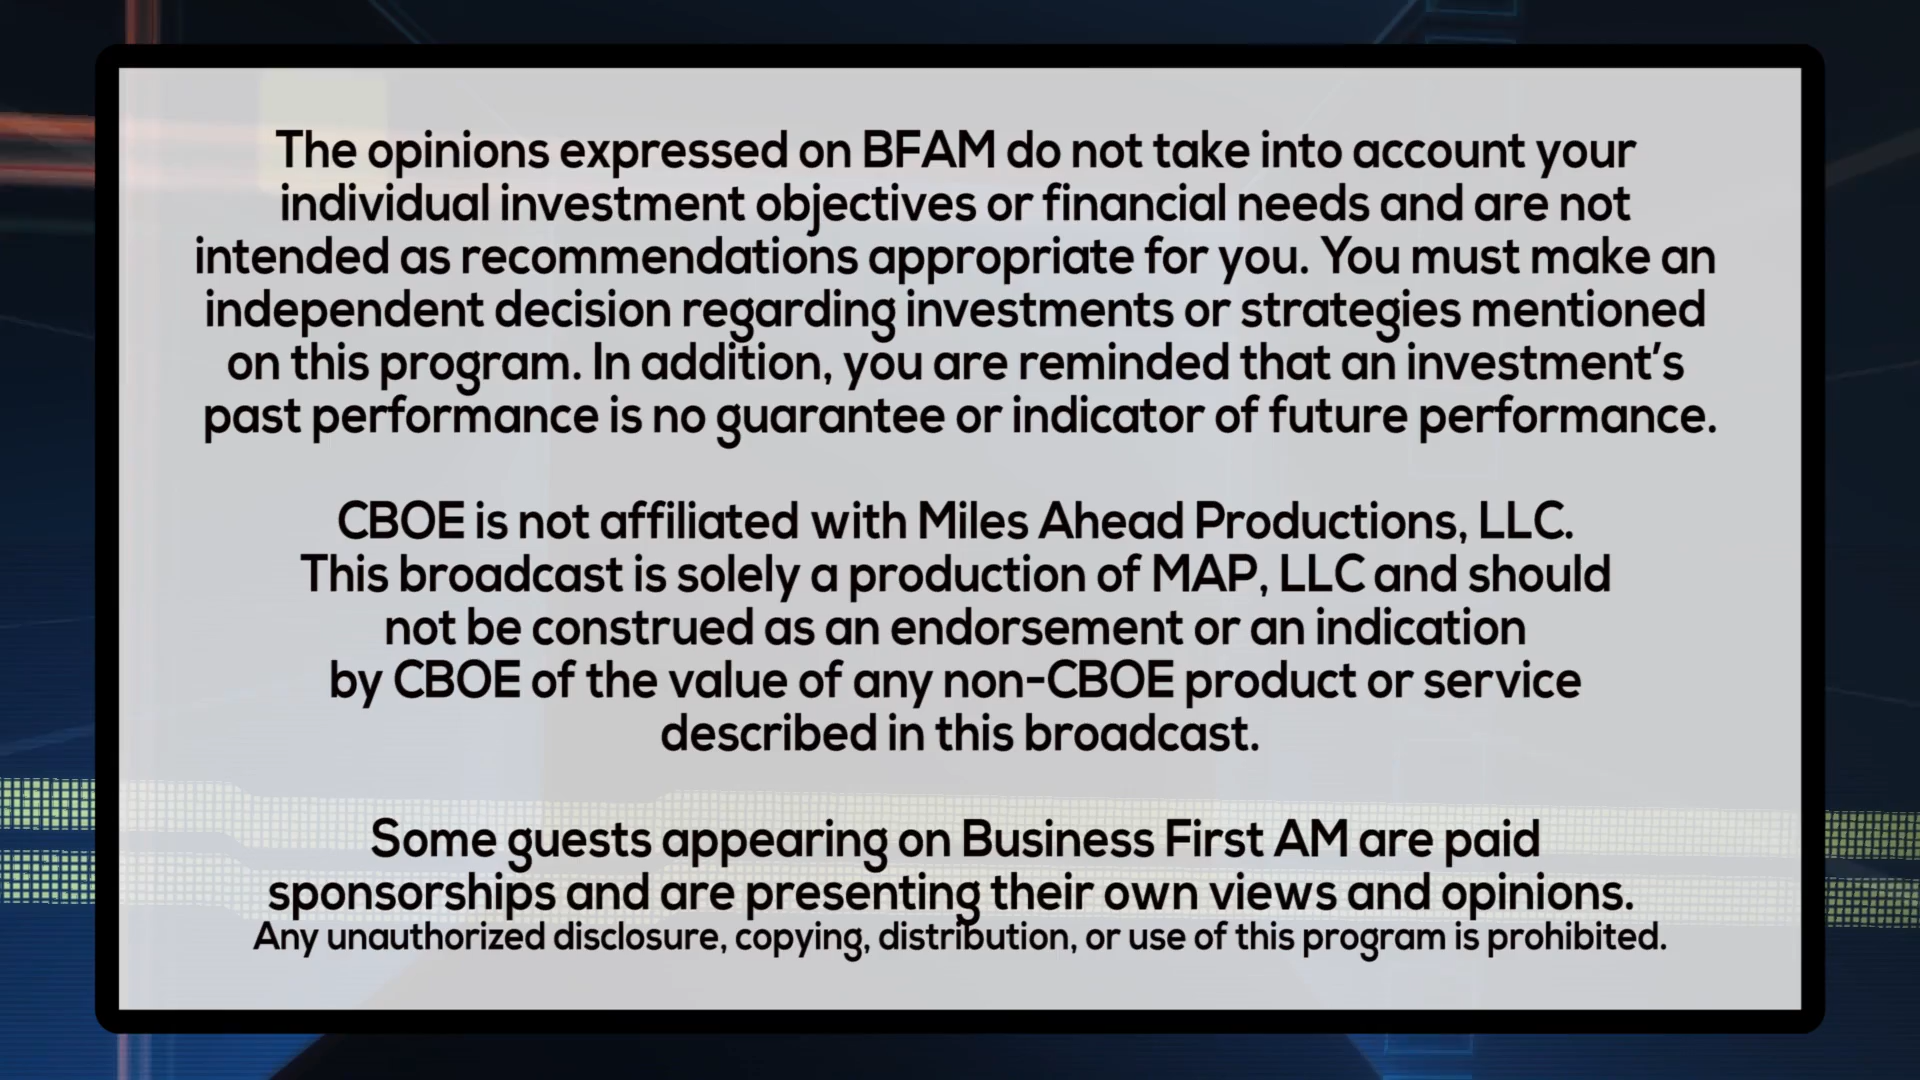 The opinions expressed on BFAM do not take into account your
individual investment objectives or financial needs and are not
intended as recommendations appropriate for you. You must make an
independent decision regarding investments or strategies mentioned
on this program. In addition, you are reminded that an investment’s
past performance is no guarantee or indicator of future performance.
CBOE is not affiliated with Miles Ahead Productions, LLC.
This broadcast is solely a production of MAP, LLC and should
not be construed as an endorsement or an indication
by CBOE of the value of any non-CBOE product or service
described in this broadcast.
Some guests appearing on Business First AM are paid
sponsorships and are presenting their own views and opinions.
Any unauthorized disclosure, copying, distribution, or use of this program is prohibited.